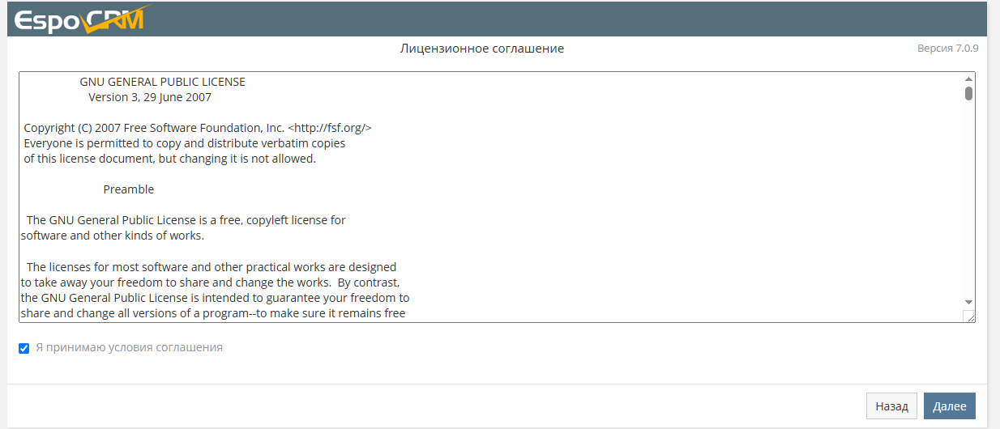 EspoCRM
Лицензионное соглашение
Версия 7.0.9
GNU GENERAL PUBLIC LICENSE
Version 3, 29 June 2007
Copyright (C) 2007 Free Software Foundation, Inc. <http://fsf.org/>
Everyone is permitted to copy and distribute verbatim copies
of this license document, but changing it is not allowed.
Preamble
The GNU General Public License is a free, copyleft license for
software and other kinds of works.
The licenses for most software and other practical works are designed
to take away your freedom to share and change the works.  By contrast,
the GNU General Public License is intended to guarantee your freedom to
share and change all versions of a program--to make sure it remains free
Я принимаю условия соглашения
Назад
Далее